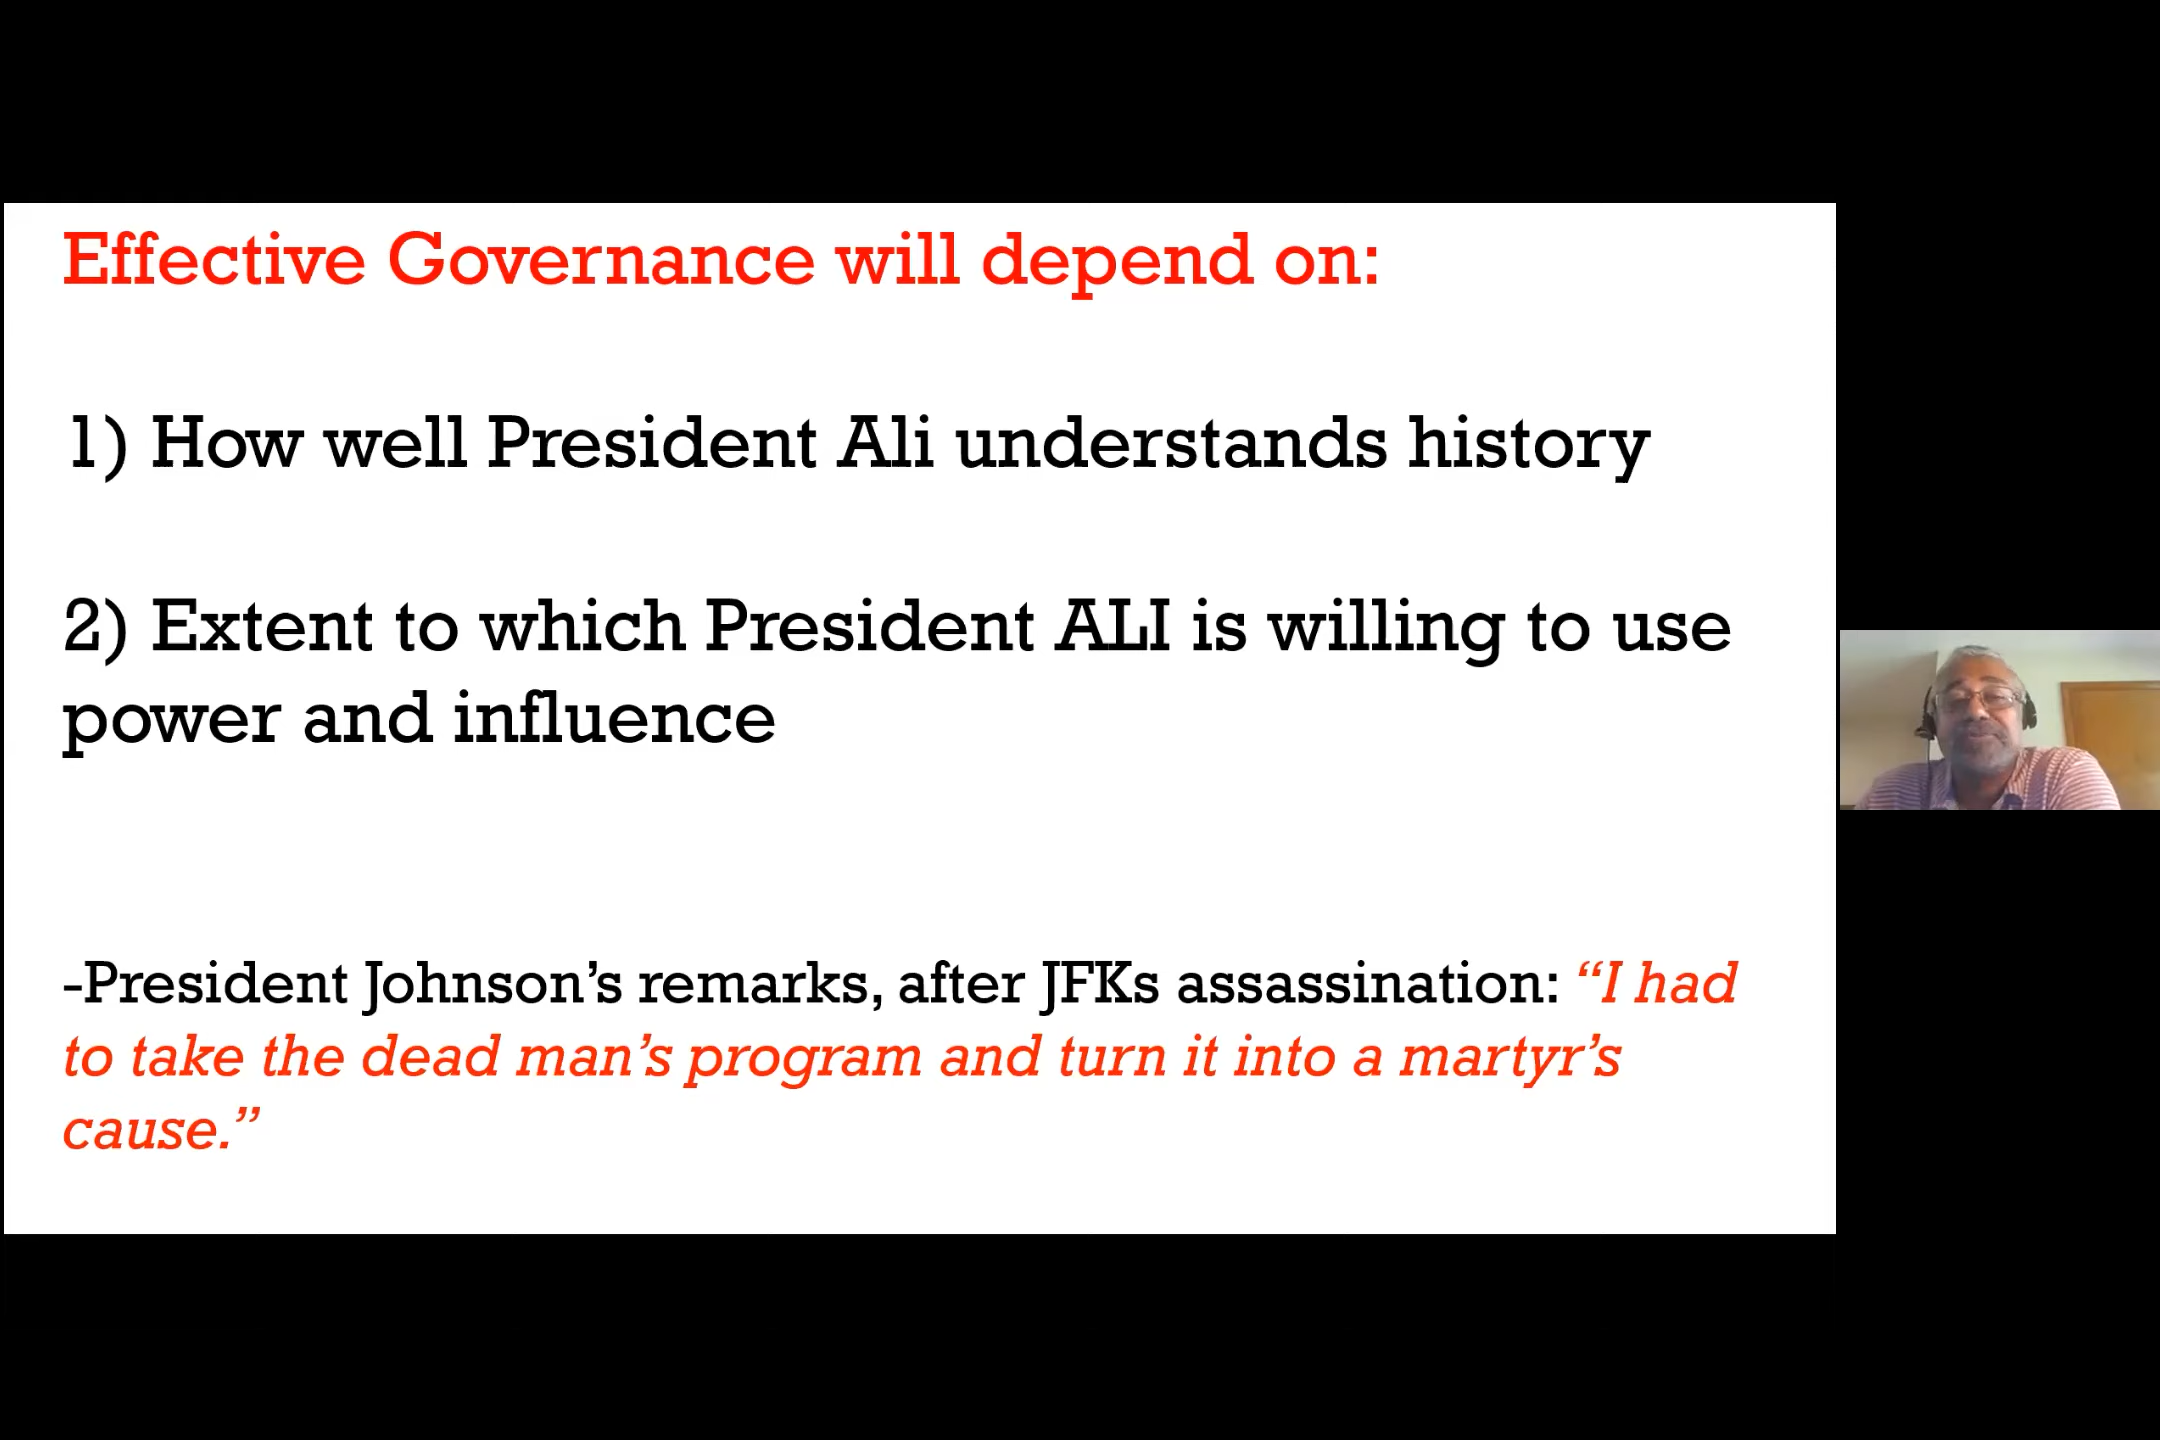 Effective Governance will depend on:
1) How well President Ali understands history
2) Extent to which President ALI is willing to use
power and influence
-President Johnson’s remarks, after JFKs assassination: “I had
to take the dead man’s program and turn it into a martyr’s
cause.”